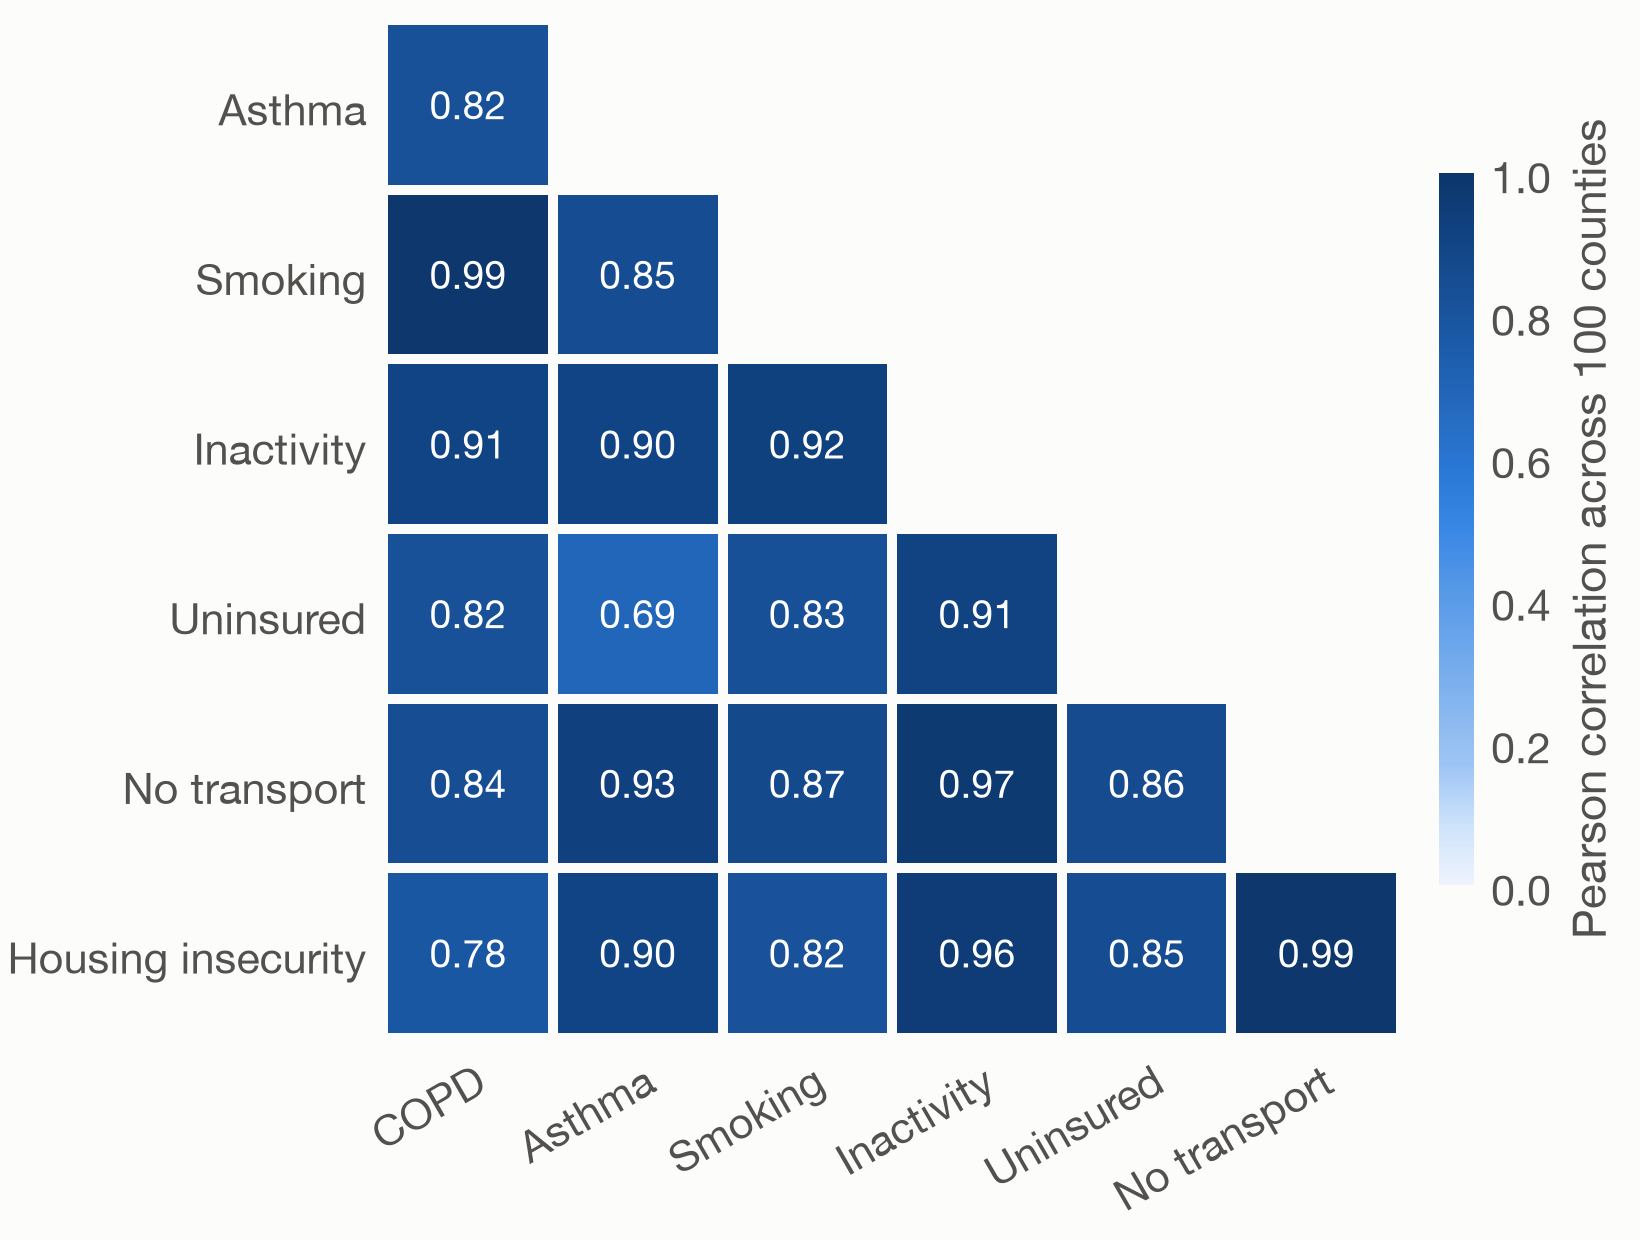 Asthma 0.82
Smoking 0.99 0.85
Inactivity 0.91 0.90 0.92
Uninsured 0.82 0.69 0.83 0.91
No transport 0.84 0.93 0.87 0.97 0.86
Housing insecurity 0.78 0.90 0.82 0.96 0.85 0.99
COPD Asthma Smoking Inactivity Uninsured No transport
1.0
0.8
0.6
0.4
0.2
0.0
Pearson correlation across 100 counties